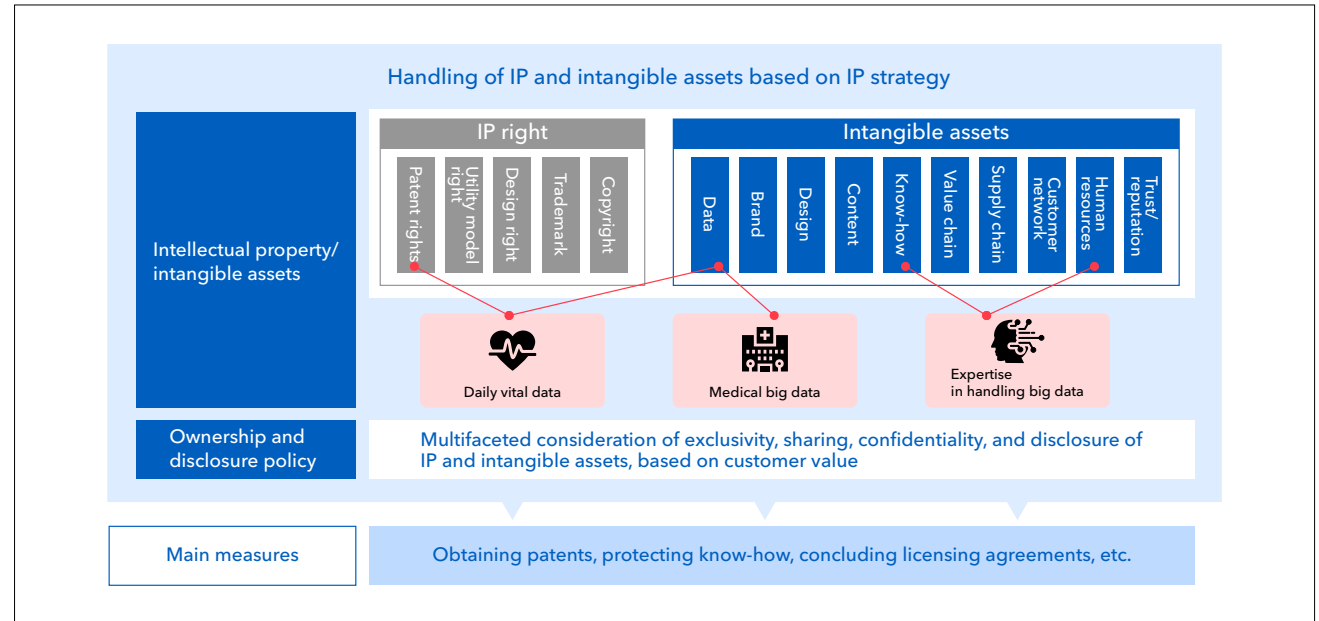 Handling of IP and intangible assets based on IP strategy
Intellectual property/
intangible assets
IP right
Patent rights
Utility model
right
Design right
Trademark
Copyright
Intangible assets
Data
Brand
Design
Content
Know-how
Value chain
Supply chain
Customer
network
Human
resources
Trust/
reputation
Daily vital data
Medical big data
Expertise
in handling big data
Ownership and
disclosure policy
Multifaceted consideration of exclusivity, sharing, confidentiality, and disclosure of
IP and intangible assets, based on customer value
Main measures
Obtaining patents, protecting know-how, concluding licensing agreements, etc.